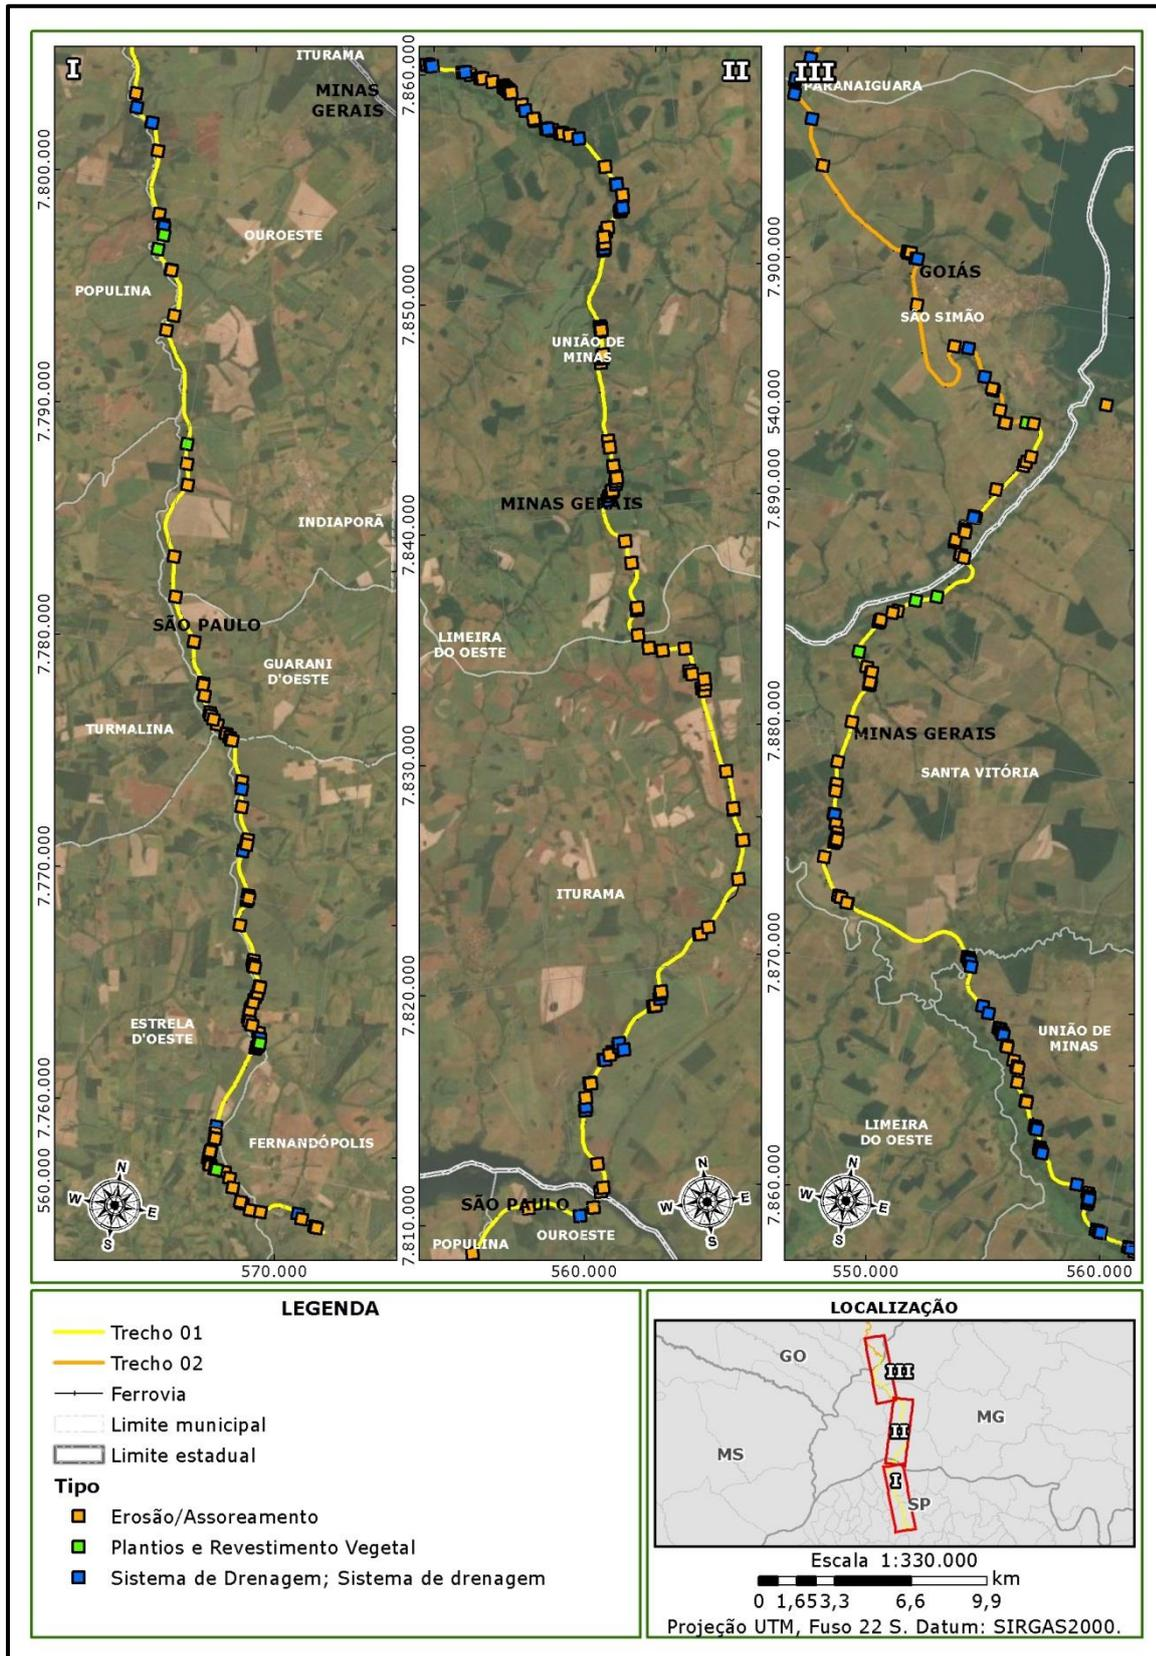 I
ITURAMA
MINAS
GERAIS
7.800.000
OUROESTE
POPULINA
7.790.000
INDIAPORÃ
7.780.000
SÃO PAULO
GUARANI
D'OESTE
TURMALINA
7.770.000
ESTRELA
D'OESTE
7.760.000
FERNANDÓPOLIS
560.000
N
W
E
S
570.000
II
7.860.000
7.850.000
UNIÃO DE
MINAS
MINAS GERAIS
7.840.000
LIMEIRA
DO OESTE
7.830.000
ITURAMA
7.820.000
7.810.000
SÃO PAULO
POPULINA
OUROESTE
N
W
E
S
560.000
III
PARANAIGUARA
7.900.000
GOIÁS
SÃO SIMÃO
540.000
7.890.000
7.880.000
MINAS GERAIS
SANTA VITÓRIA
7.870.000
UNIÃO DE
MINAS
LIMEIRA
DO OESTE
7.860.000
N
W
E
S
550.000
560.000
LEGENDA
Trecho 01
Trecho 02
Ferrovia
Limite municipal
Limite estadual
Tipo
Erosão/Assoreamento
Plantios e Revestimento Vegetal
Sistema de Drenagem; Sistema de drenagem
LOCALIZAÇÃO
GO
III
MG
II
MS
I
SP
Escala 1:330.000
km
0 1,653,3 6,6 9,9
Projeção UTM, Fuso 22 S. Datum: SIRGAS2000.